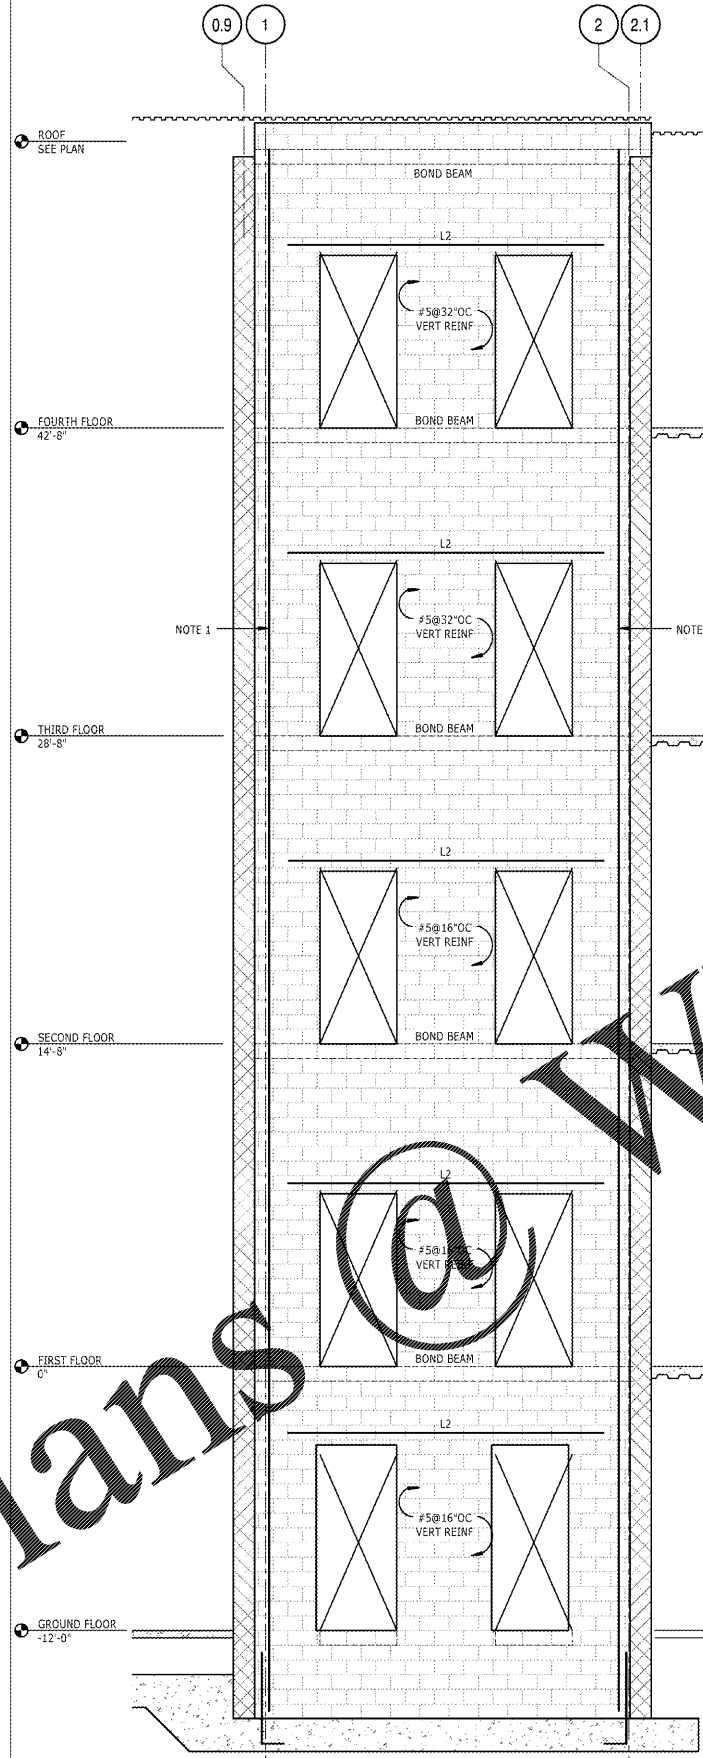 0.9 1 2 2.1
ROOF
SEE PLAN
BOND BEAM
L2
#5@32"OC
VERT REINF
FOURTH FLOOR
42'-8"
BOND BEAM
L2
#5@32"OC
VERT REINF
NOTE 1
NOTE
THIRD FLOOR
28'-8"
BOND BEAM
L2
#5@16"OC
VERT REINF
SECOND FLOOR
14'-8"
BOND BEAM
L2
VERT
FIRST FLOOR
0"
BOND BEAM
L2
#5@16"OC
VERT REINF
GROUND FLOOR
-12'-0"
lans @ W